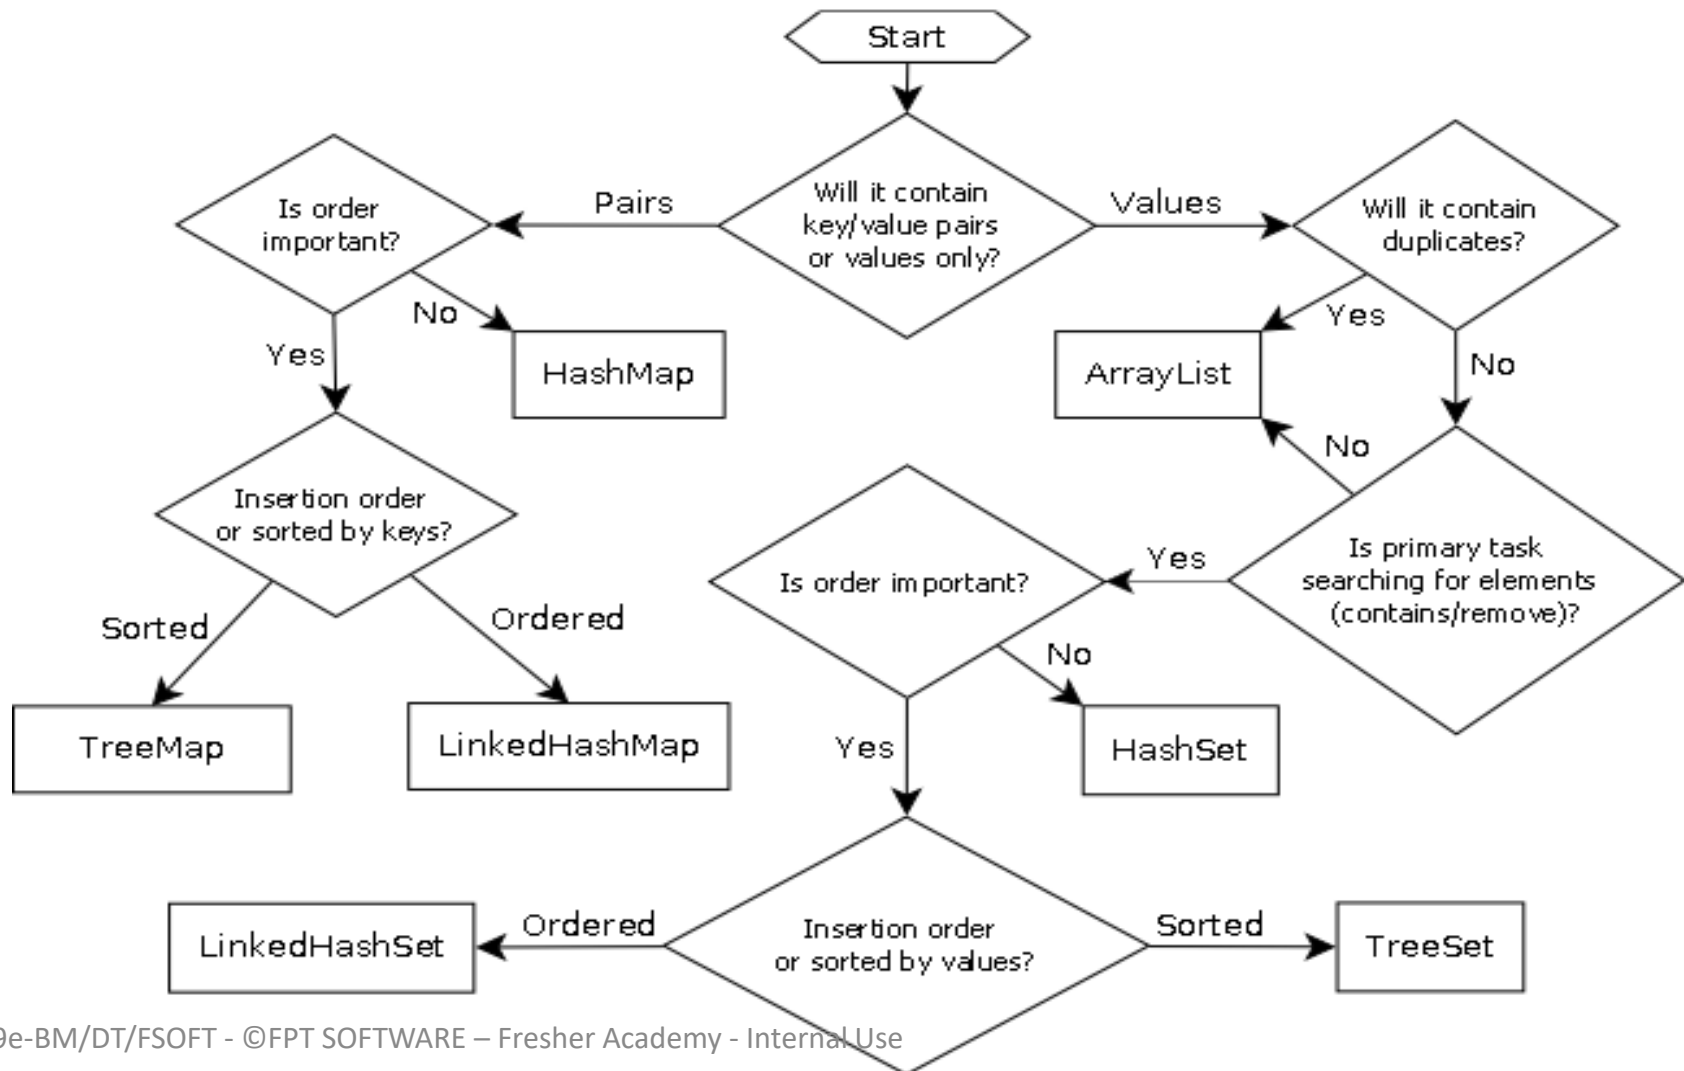 Start
Will it contain
key/value pairs
or values only?
Pairs
Values
Is order
important?
Will it contain
duplicates?
No
Yes
Yes
HashMap
ArrayList
No
No
Insertion order
or sorted by keys?
Is order important?
Yes
Is primary task
searching for elements
(contains/remove)?
Sorted
Ordered
No
TreeMap
LinkedHashMap
Yes
HashSet
LinkedHashSet
Ordered
Insertion order
or sorted by values?
Sorted
TreeSet
9e-BM/DT/FSOFT - ©FPT SOFTWARE – Fresher Academy - Internal Use